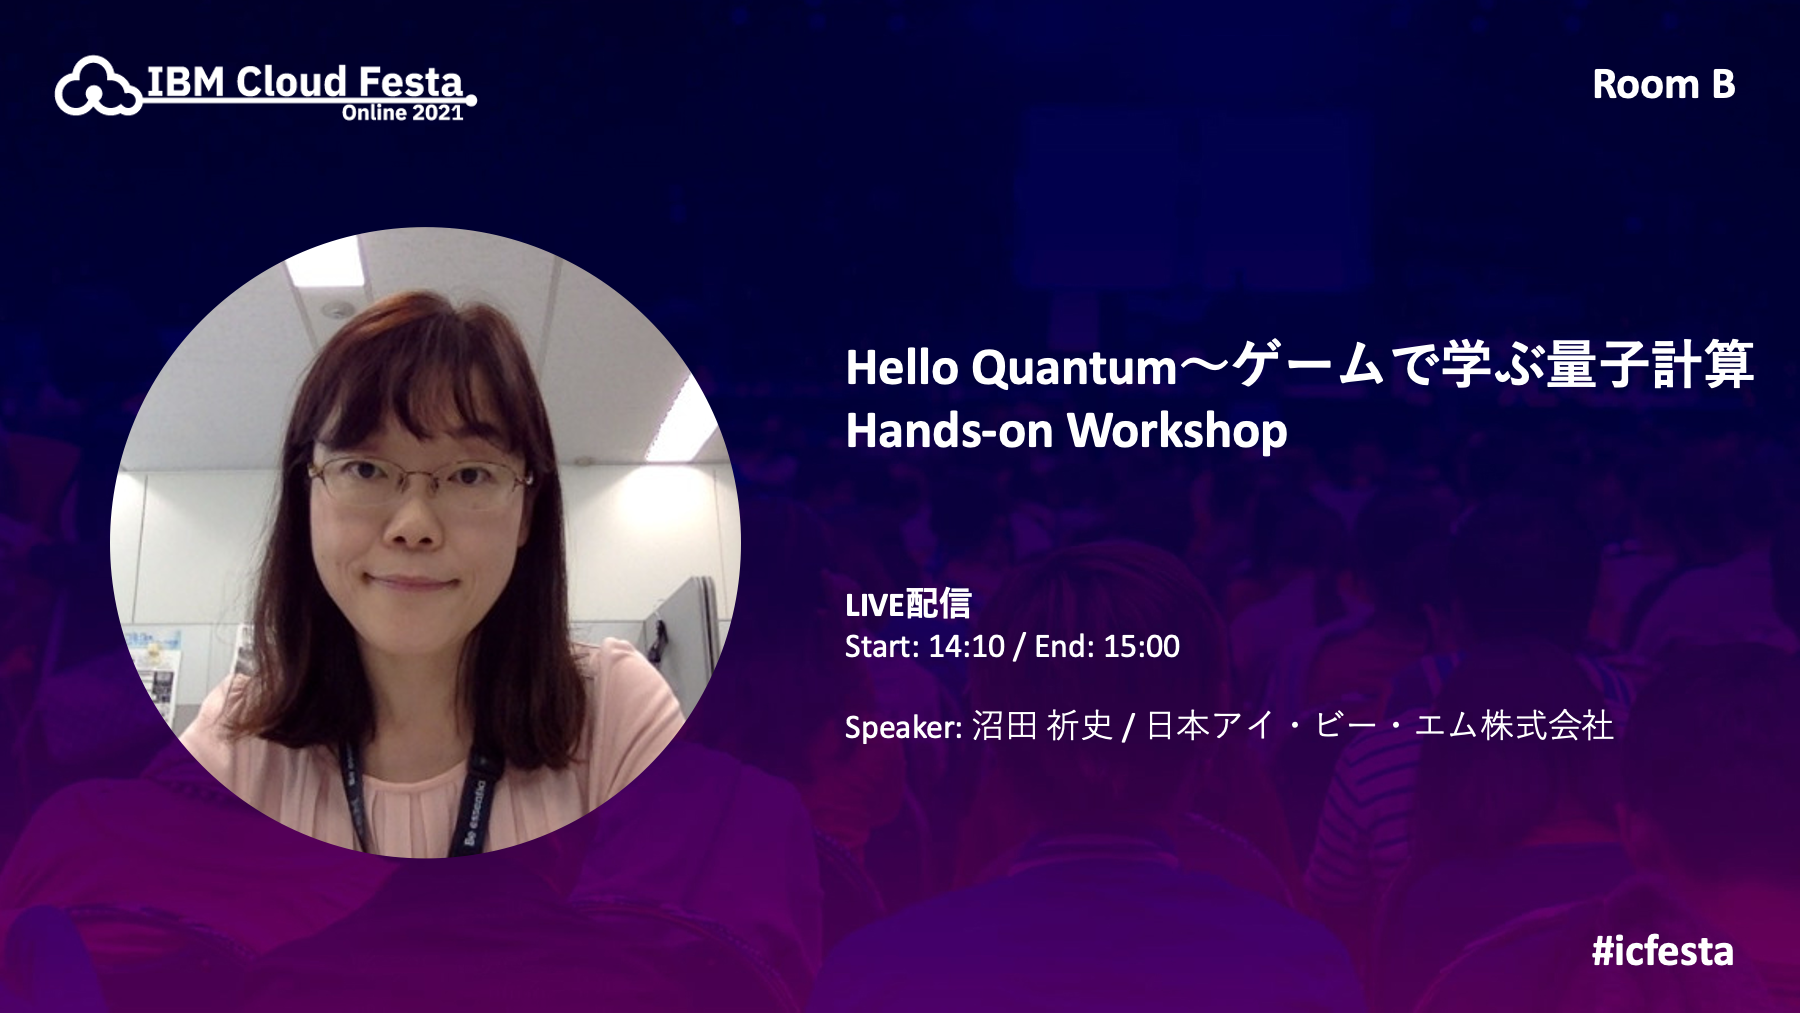 IBM Cloud Festa
Online 2021
Room B
Hello Quantum〜ゲームで学ぶ量子計算
Hands-on Workshop
LIVE配信
Start: 14:10 / End: 15:00
Speaker: 沼田 祈史 / 日本アイ・ビー・エム株式会社
Be essential
#icfesta